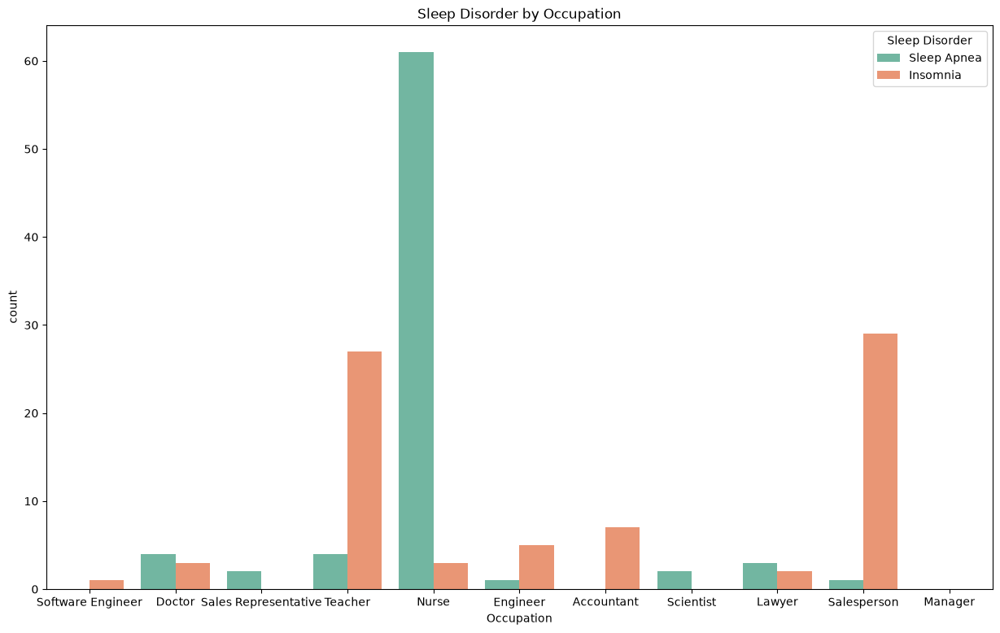 Sleep Disorder by Occupation
Sleep Disorder
Sleep Apnea
Insomnia
count
60
50
40
30
20
10
0
Software Engineer Doctor Sales Representative Teacher Nurse Engineer Accountant Scientist Lawyer Salesperson Manager
Occupation